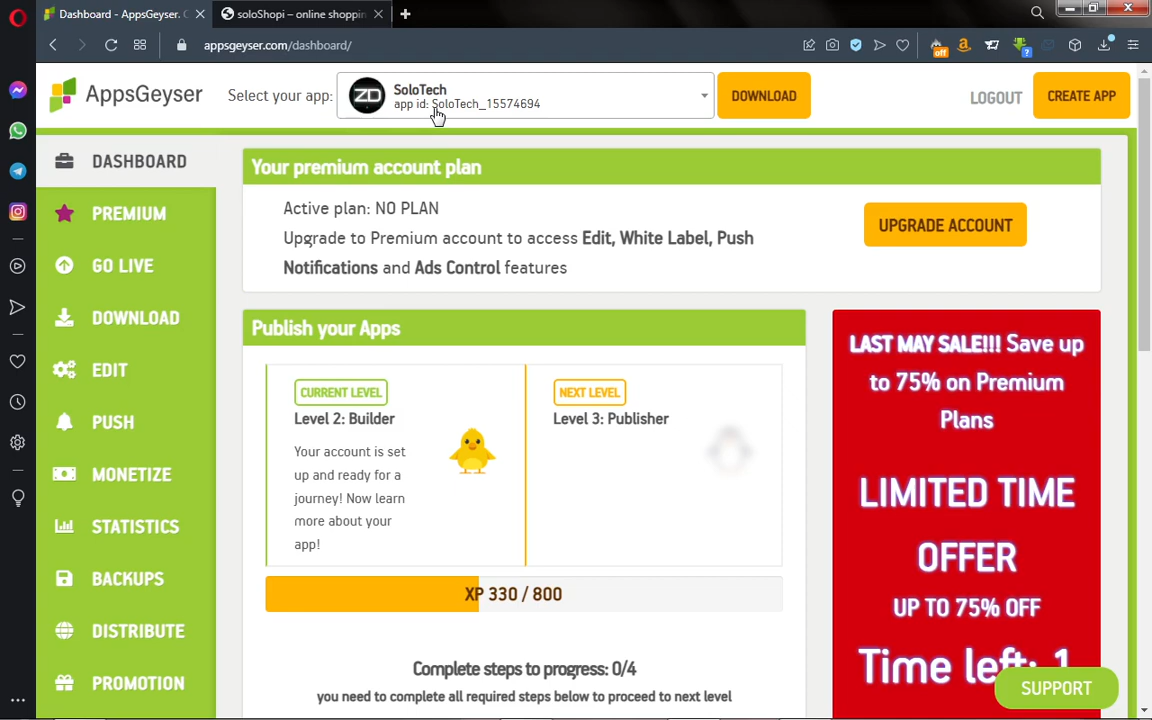 Dashboard - AppsGeyser. C
soloShopi – online shoppin
appsgeyser.com/dashboard/
off
?
AppsGeyser
Select your app:
ZD
SoloTech
app id: SoloTech_15574694
DOWNLOAD
LOGOUT
CREATE APP
DASHBOARD
PREMIUM
GO LIVE
DOWNLOAD
EDIT
PUSH
MONETIZE
STATISTICS
BACKUPS
DISTRIBUTE
PROMOTION
Your premium account plan
Active plan: NO PLAN
Upgrade to Premium account to access Edit, White Label, Push
Notifications and Ads Control features
UPGRADE ACCOUNT
Publish your Apps
CURRENT LEVEL
Level 2: Builder
Your account is set
up and ready for a
journey! Now learn
more about your
app!
NEXT LEVEL
Level 3: Publisher
XP 330 / 800
Complete steps to progress: 0/4
you need to complete all required steps below to proceed to next level
LAST MAY SALE!!! Save up
to 75% on Premium
Plans
LIMITED TIME
OFFER
UP TO 75% OFF
Time left: 1
SUPPORT